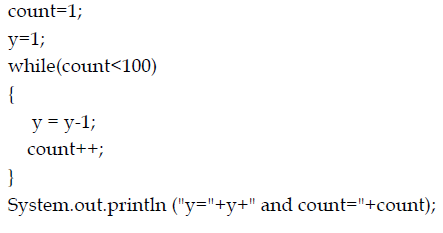 count=1;
y=1;
while(count<100)
{
y = y-1;
count++;
}
System.out.println ("y="+y+" and count="+count);